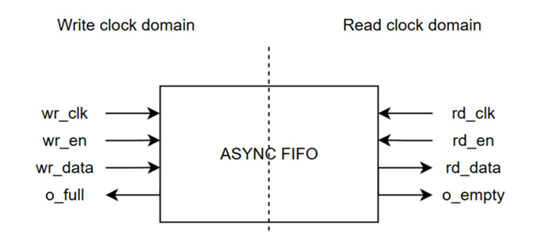 Write clock domain
Read clock domain
wr_clk
wr_en
wr_data
o_full
ASYNC FIFO
rd_clk
rd_en
rd_data
o_empty